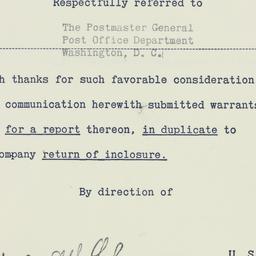 Respectfully referred to
The Postmaster General
Post Office Department
Washington, D. C.
h thanks for such favorable consideration
communication herewith submitted warrants
for a report thereon, in duplicate to
ompany return of inclosure.
By direction of
U. S